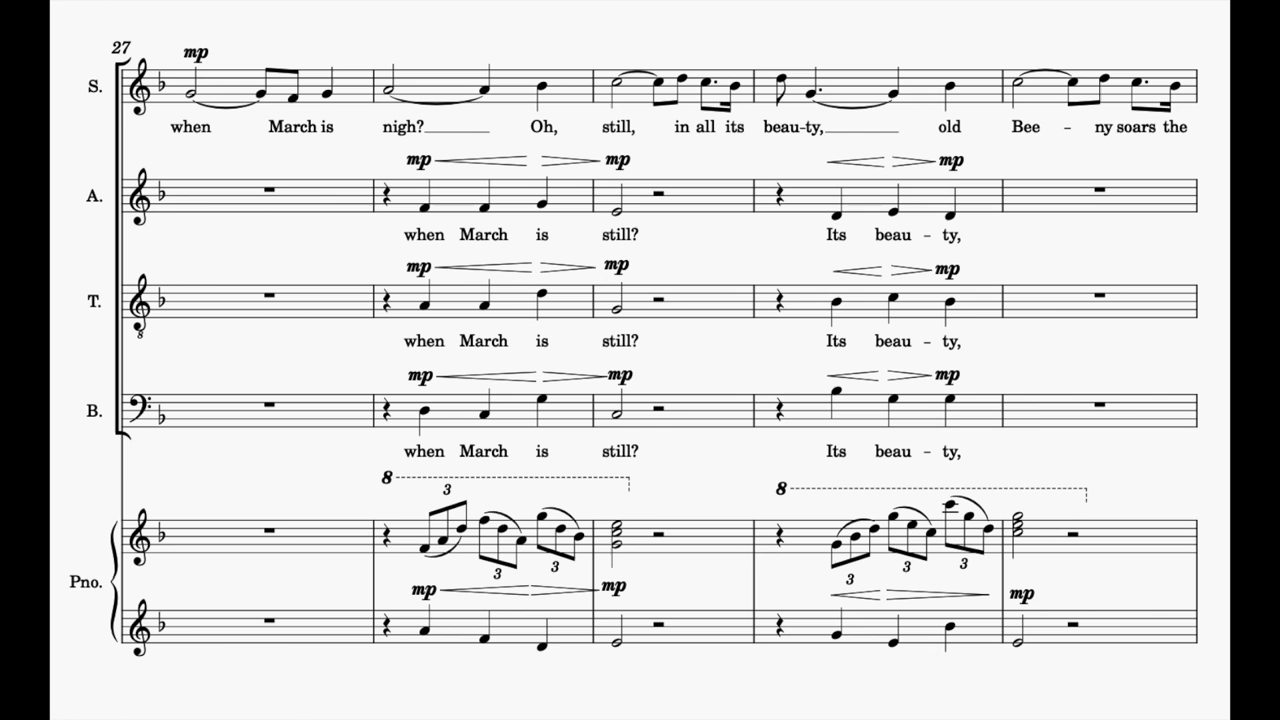 27
mp
S.
when March is nigh? Oh, still, in all its beau-ty, old Bee - ny soars the
mp mp mp
A.
when March is still? Its beau - ty,
mp mp mp
T.
8
when March is still? Its beau - ty,
mp mp mp
B.
when March is still? Its beau - ty,
8 8
3 3 3 3 3 3
Pno.
mp mp mp